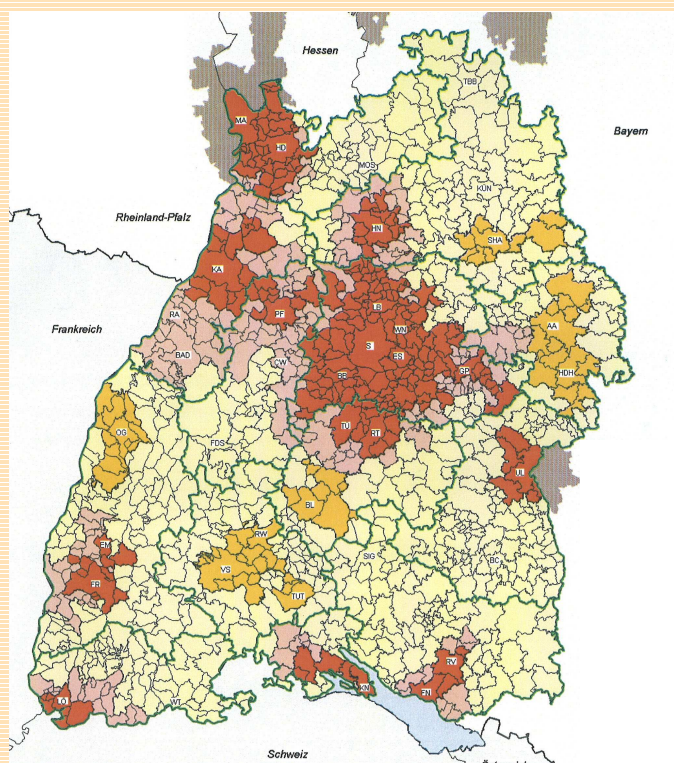 Hessen
TBB
Bayern
MA
HD
MOS
KÜN
Rheinland-Pfalz
HN
SHA
KA
RA
PF
LB
Frankreich
WN
AA
BAD
S
ES
CW
BB
GP
HDH
OG
FDS
TÜ
RT
UL
BL
EM
RW
SIG
BC
VS
FR
TUT
RV
LÖ
WT
KN
FN
Schweiz